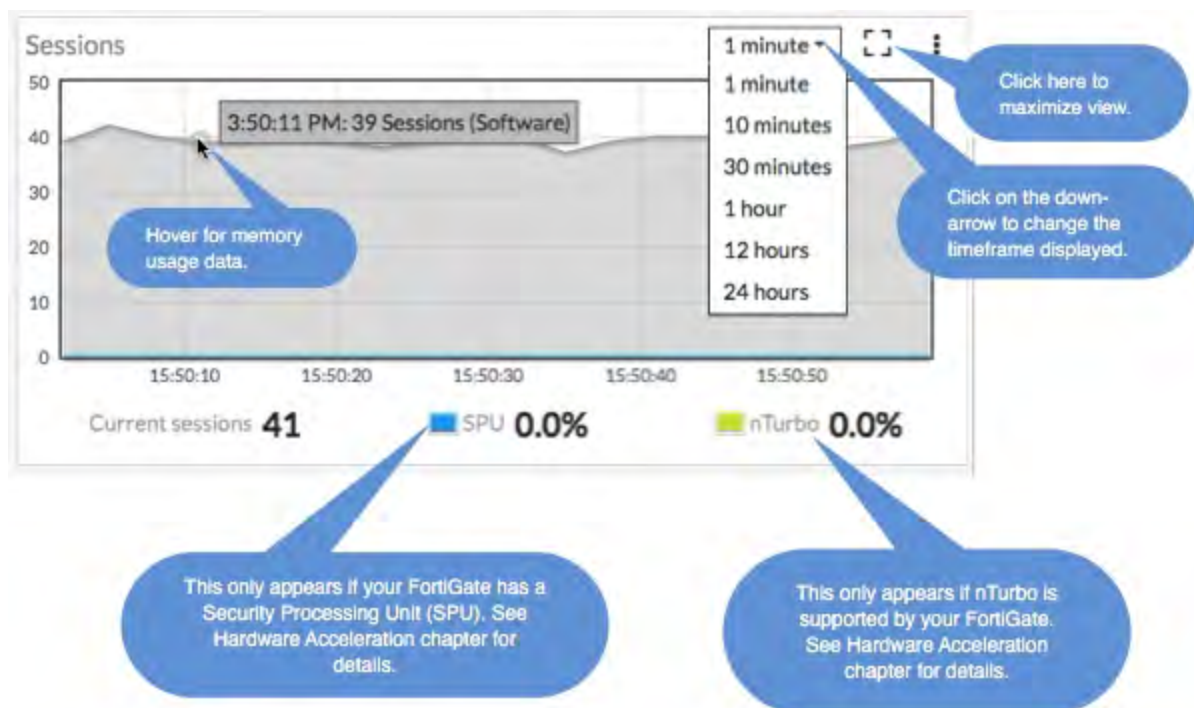 Sessions
1 minute
Click here to
maximize view.
50
40
30
20
10
0
3:50:11 PM: 39 Sessions (Software)
1 minute
10 minutes
30 minutes
1 hour
12 hours
24 hours
Hover for memory
usage data.
Click on the down-
arrow to change the
timeframe displayed.
15:50:10 15:50:20 15:50:30 15:50:40 15:50:50
Current sessions 41 SPU 0.0% nTurbo 0.0%
This only appears if your FortiGate has a
Security Processing Unit (SPU). See
Hardware Acceleration chapter for
details.
This only appears if nTurbo is
supported by your FortiGate.
See Hardware Acceleration
chapter for details.